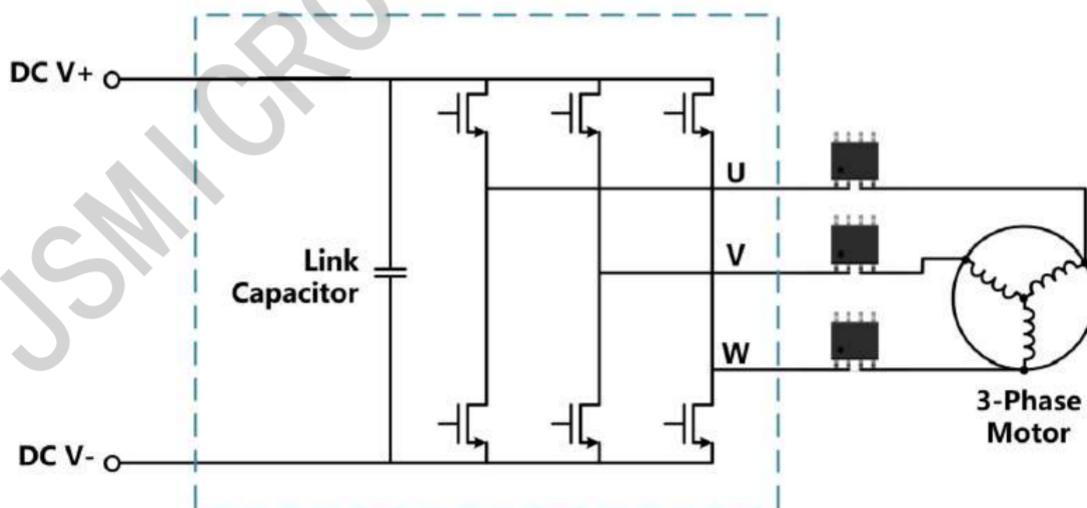 JSMICRO
DC V+
U
V
Link
Capacitor
W
3-Phase
Motor
DC V-